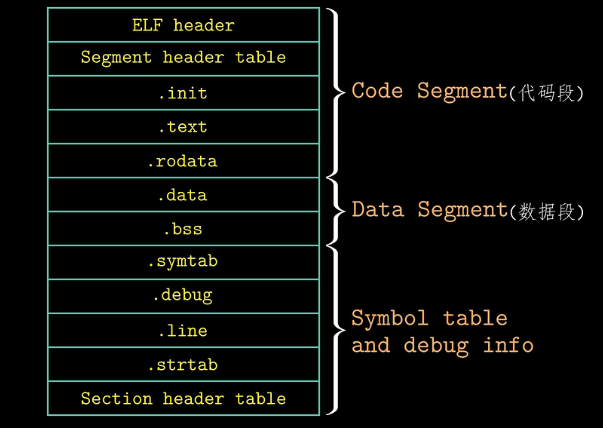 ELF header
Segment header table
.init
.text
.rodata
.data
.bss
.symtab
.debug
.line
.strtab
Section header table
Code Segment(代码段)
Data Segment(数据段)
Symbol table
and debug info